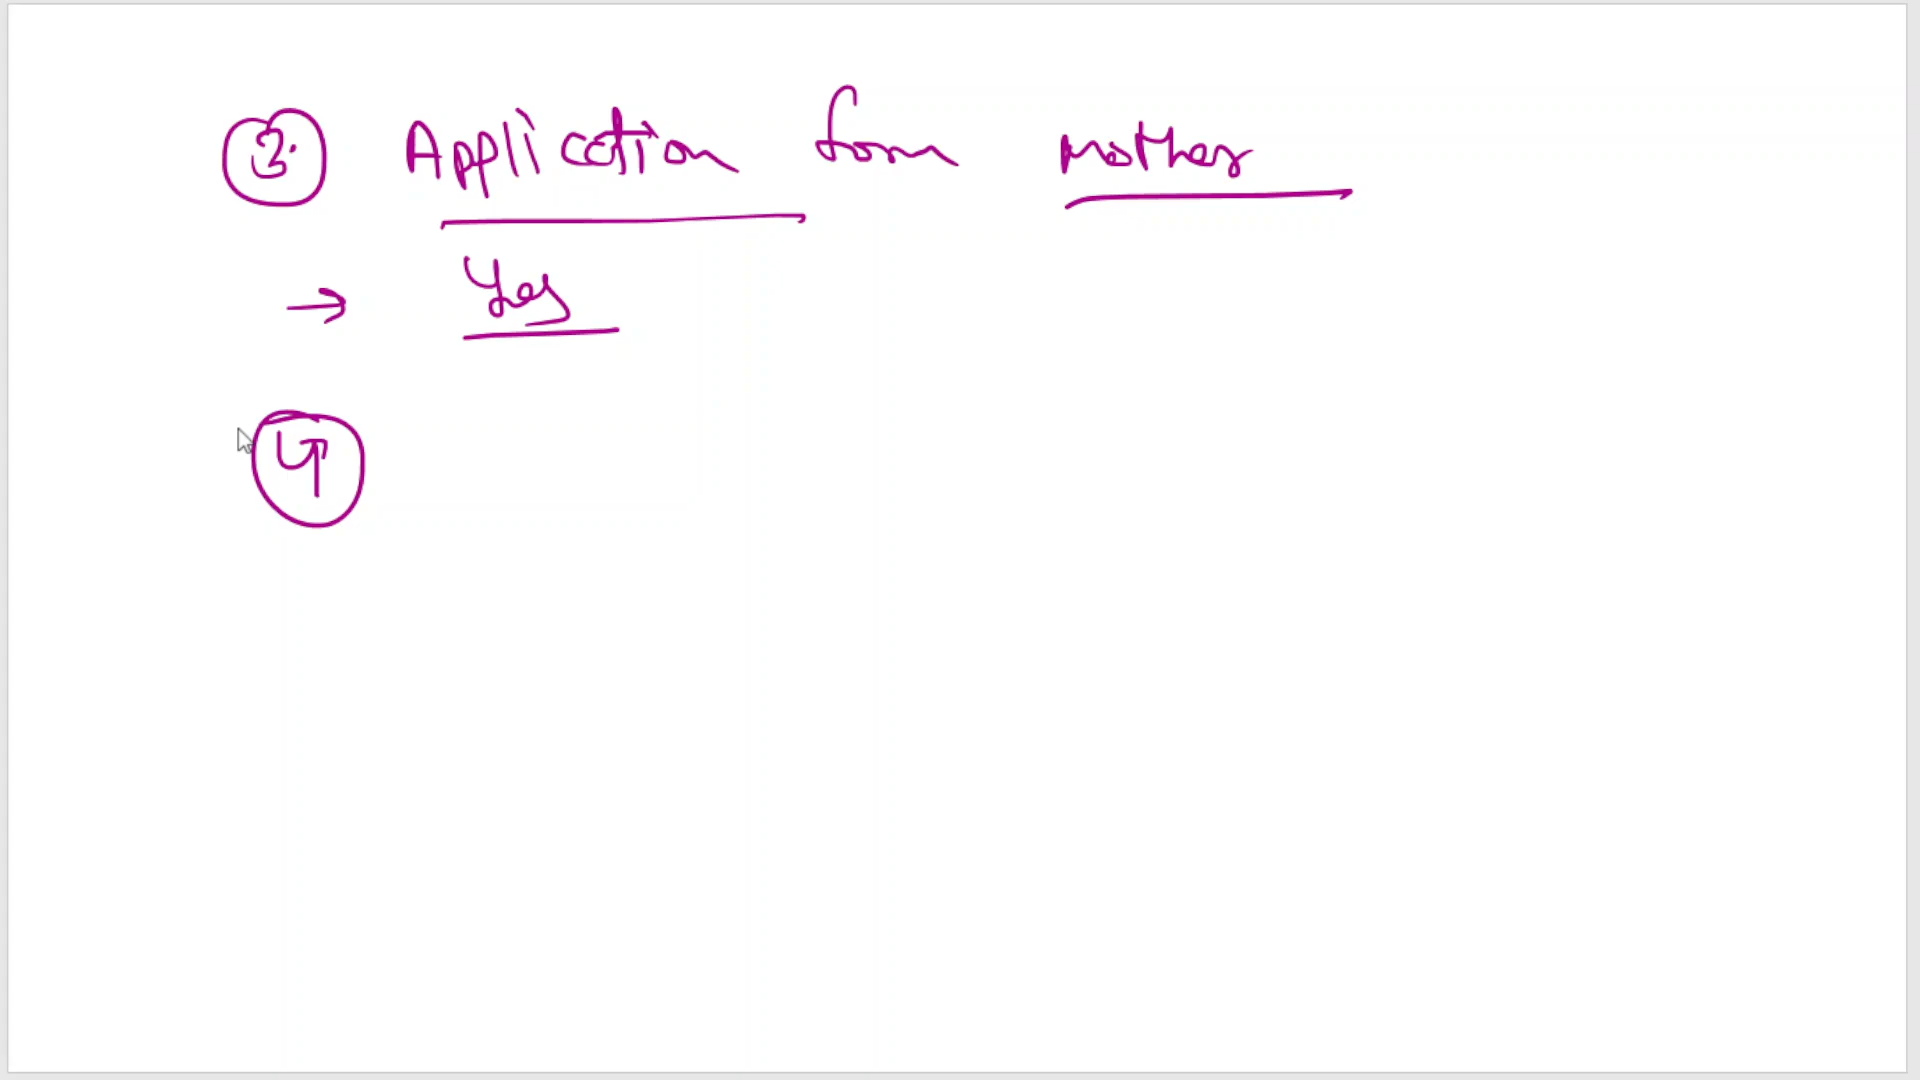 3. Application from mother
→ Yes
4